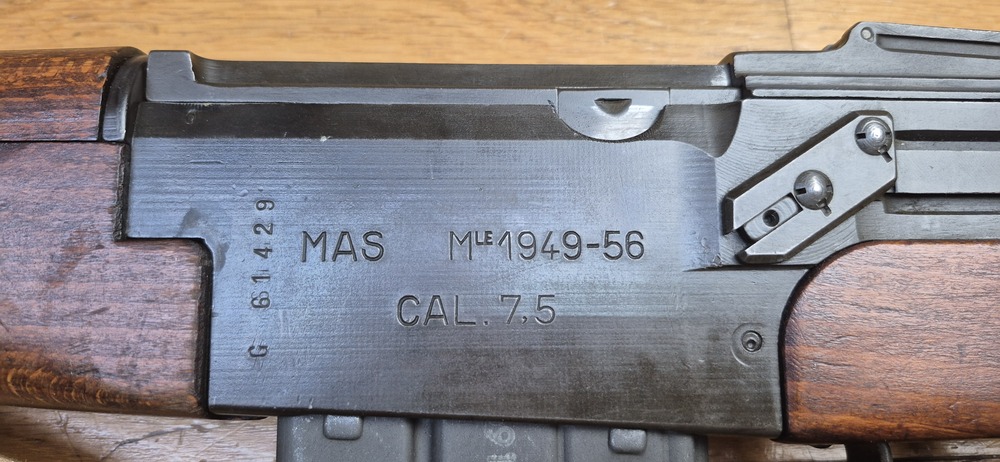 MAS MLE 1949-56
CAL. 7,5
G 61429